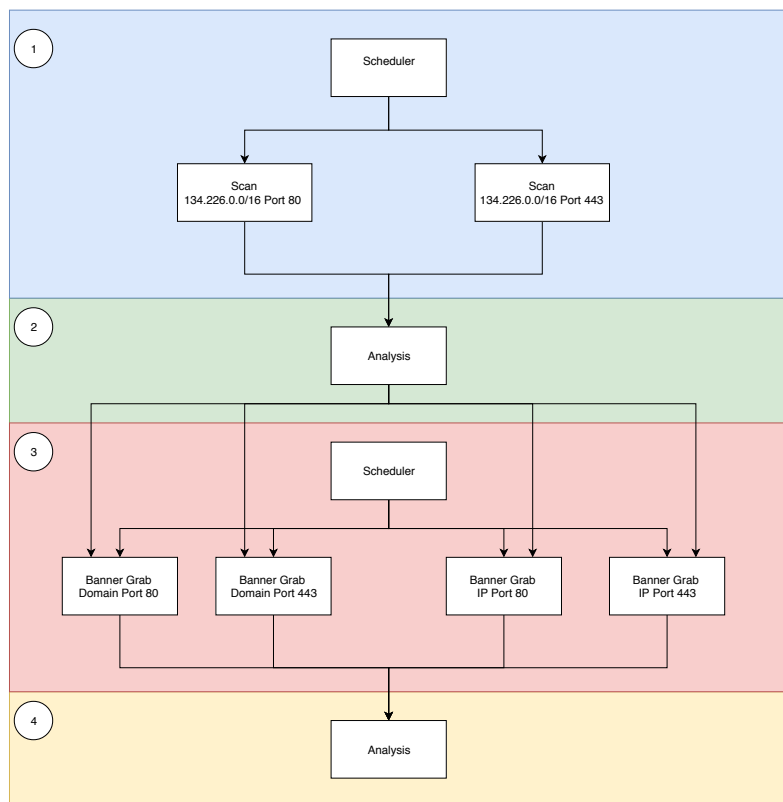 1
Scheduler
Scan
134.226.0.0/16 Port 80
Scan
134.226.0.0/16 Port 443
2
Analysis
3
Scheduler
Banner Grab
Domain Port 80
Banner Grab
Domain Port 443
Banner Grab
IP Port 80
Banner Grab
IP Port 443
4
Analysis